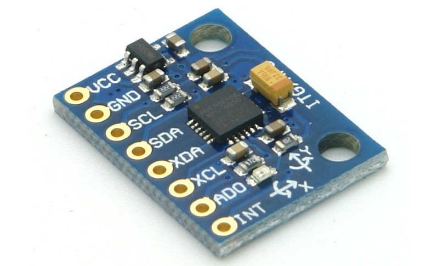 VCC
GND
SCL
SDA
XDA
XCL
ADO
INT
ITG
Y
X